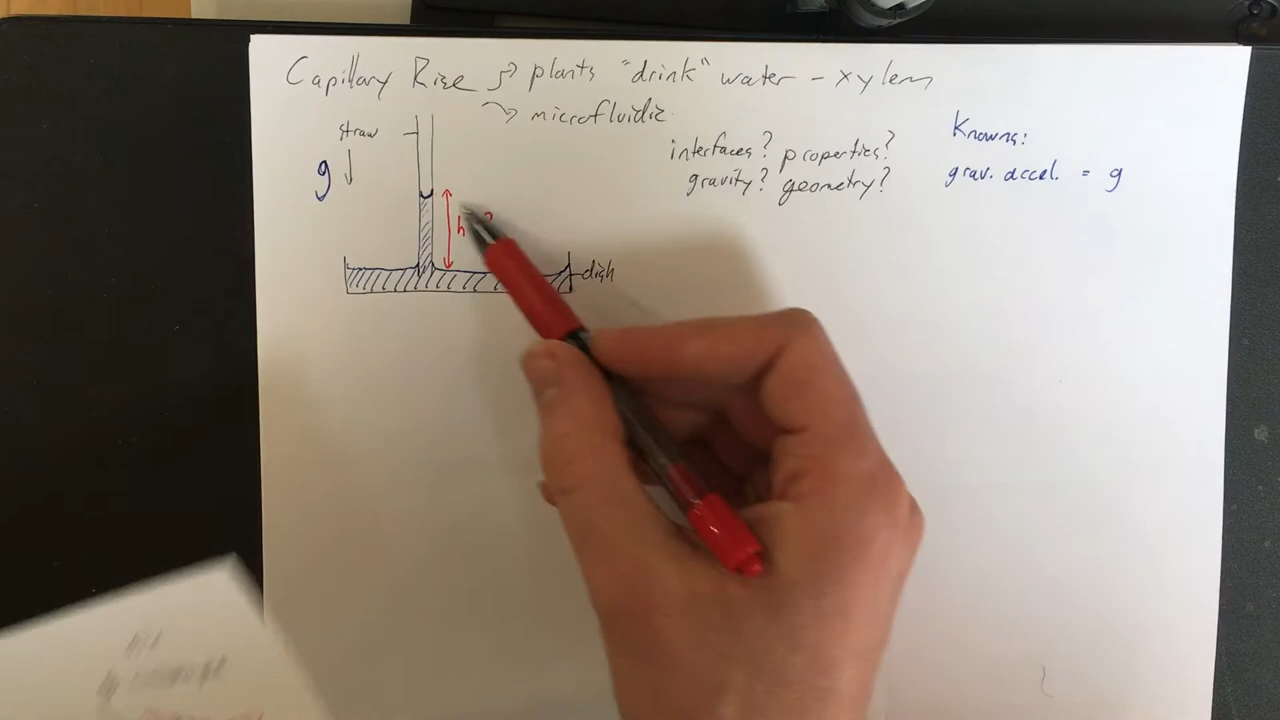 Capillary Rise → plants "drink" water - xylem
→ microfluidic
straw
g
h
?
dish
interfaces? properties?
gravity? geometry?
Knowns:
grav. accel. = g